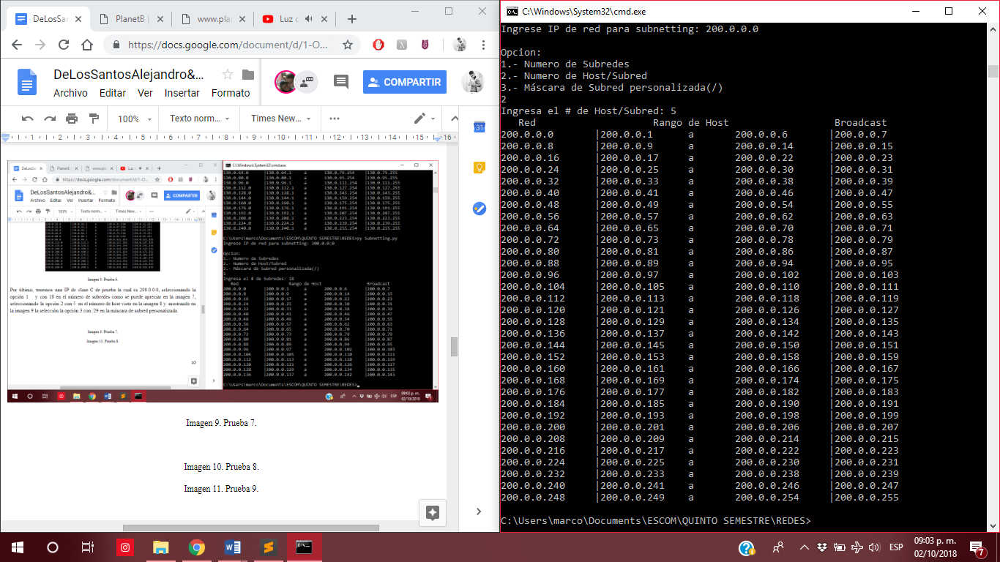 DeLosSan
PlanetB
www.plan
Luz c
https://docs.google.com/document/d/1-O...
DeLosSantosAlejandro&...
Archivo Editar Ver Insertar Formato
COMPARTIR
100% Texto norm... Times New... 
1 2 3 4 5 6 7 8 9 10 11 12 13 14 15 16
31
DeLosSantosAlejandro&...
Archivo Editar Ver Insertar Formato
COMPARTIR
Imagen 8. Prueba 6.
Por último, tenemos una IP de clase C de prueba la cual es 200.0.0.0, seleccionando la
opción 1 y con 18 en el número de subredes como se puede apreciar en la imagen 7,
seleccionando la opción 2 con 5 en el número de host visto en la imagen 8 y mostrando en
la imagen 9 la selección la opción 3 con /29 en la máscara de subred personalizada.
Imagen 9. Prueba 7.
Imagen 10. Prueba 8.
C:\Windows\System32\cmd.exe
130.0.64.0 |130.0.64.1 a 130.0.79.254 |130.0.79.255
130.0.80.0 |130.0.80.1 a 130.0.95.254 |130.0.95.255
130.0.96.0 |130.0.96.1 a 130.0.111.254 |130.0.111.255
130.0.112.0 |130.0.112.1 a 130.0.127.254 |130.0.127.255
130.0.128.0 |130.0.128.1 a 130.0.143.254 |130.0.143.255
130.0.144.0 |130.0.144.1 a 130.0.159.254 |130.0.159.255
130.0.160.0 |130.0.160.1 a 130.0.175.254 |130.0.175.255
130.0.176.0 |130.0.176.1 a 130.0.191.254 |130.0.191.255
130.0.192.0 |130.0.192.1 a 130.0.207.254 |130.0.207.255
130.0.208.0 |130.0.208.1 a 130.0.223.254 |130.0.223.255
130.0.224.0 |130.0.224.1 a 130.0.239.254 |130.0.239.255
130.0.240.0 |130.0.240.1 a 130.0.255.254 |130.0.255.255
C:\Users\marco\Documents\ESCOM\QUINTO SEMESTRE\REDES>py Subnetting.py
Ingrese IP de red para subnetting: 200.0.0.0
Opcion:
1.- Numero de Subredes
2.- Numero de Host/Subred
3.- Máscara de Subred personalizada(/)
1
Ingresa el # de Subredes: 18
Red Rango de Host Broadcast
200.0.0.0 |200.0.0.1 a 200.0.0.6 |200.0.0.7
200.0.0.8 |200.0.0.9 a 200.0.0.14 |200.0.0.15
200.0.0.16 |200.0.0.17 a 200.0.0.22 |200.0.0.23
200.0.0.24 |200.0.0.25 a 200.0.0.30 |200.0.0.31
200.0.0.32 |200.0.0.33 a 200.0.0.38 |200.0.0.39
200.0.0.40 |200.0.0.41 a 200.0.0.46 |200.0.0.47
200.0.0.48 |200.0.0.49 a 200.0.0.54 |200.0.0.55
200.0.0.56 |200.0.0.57 a 200.0.0.62 |200.0.0.63
200.0.0.64 |200.0.0.65 a 200.0.0.70 |200.0.0.71
200.0.0.72 |200.0.0.73 a 200.0.0.78 |200.0.0.79
200.0.0.80 |200.0.0.81 a 200.0.0.86 |200.0.0.87
200.0.0.88 |200.0.0.89 a 200.0.0.94 |200.0.0.95
200.0.0.96 |200.0.0.97 a 200.0.0.102 |200.0.0.103
200.0.0.104 |200.0.0.105 a 200.0.0.110 |200.0.0.111
200.0.0.112 |200.0.0.113 a 200.0.0.118 |200.0.0.119
200.0.0.120 |200.0.0.121 a 200.0.0.126 |200.0.0.127
200.0.0.128 |200.0.0.129 a 200.0.0.134 |200.0.0.135
200.0.0.136 |200.0.0.137 a 200.0.0.142 |200.0.0.143
C:\Users\marco\Documents\ESCOM\QUINTO SEMESTRE\REDES>
ESP
09:03 p. m.
02/10/2018
Imagen 9. Prueba 7.
Imagen 10. Prueba 8.
Imagen 11. Prueba 9.
C:\Windows\System32\cmd.exe
Ingrese IP de red para subnetting: 200.0.0.0
Opcion:
1.- Numero de Subredes
2.- Numero de Host/Subred
3.- Máscara de Subred personalizada(/)
2
Ingresa el # de Host/Subred: 5
Red Rango de Host Broadcast
200.0.0.0 |200.0.0.1 a 200.0.0.6 |200.0.0.7
200.0.0.8 |200.0.0.9 a 200.0.0.14 |200.0.0.15
200.0.0.16 |200.0.0.17 a 200.0.0.22 |200.0.0.23
200.0.0.24 |200.0.0.25 a 200.0.0.30 |200.0.0.31
200.0.0.32 |200.0.0.33 a 200.0.0.38 |200.0.0.39
200.0.0.40 |200.0.0.41 a 200.0.0.46 |200.0.0.47
200.0.0.48 |200.0.0.49 a 200.0.0.54 |200.0.0.55
200.0.0.56 |200.0.0.57 a 200.0.0.62 |200.0.0.63
200.0.0.64 |200.0.0.65 a 200.0.0.70 |200.0.0.71
200.0.0.72 |200.0.0.73 a 200.0.0.78 |200.0.0.79
200.0.0.80 |200.0.0.81 a 200.0.0.86 |200.0.0.87
200.0.0.88 |200.0.0.89 a 200.0.0.94 |200.0.0.95
200.0.0.96 |200.0.0.97 a 200.0.0.102 |200.0.0.103
200.0.0.104 |200.0.0.105 a 200.0.0.110 |200.0.0.111
200.0.0.112 |200.0.0.113 a 200.0.0.118 |200.0.0.119
200.0.0.120 |200.0.0.121 a 200.0.0.126 |200.0.0.127
200.0.0.128 |200.0.0.129 a 200.0.0.134 |200.0.0.135
200.0.0.136 |200.0.0.137 a 200.0.0.142 |200.0.0.143
200.0.0.144 |200.0.0.145 a 200.0.0.150 |200.0.0.151
200.0.0.152 |200.0.0.153 a 200.0.0.158 |200.0.0.159
200.0.0.160 |200.0.0.161 a 200.0.0.166 |200.0.0.167
200.0.0.168 |200.0.0.169 a 200.0.0.174 |200.0.0.175
200.0.0.176 |200.0.0.177 a 200.0.0.182 |200.0.0.183
200.0.0.184 |200.0.0.185 a 200.0.0.190 |200.0.0.191
200.0.0.192 |200.0.0.193 a 200.0.0.198 |200.0.0.199
200.0.0.200 |200.0.0.201 a 200.0.0.206 |200.0.0.207
200.0.0.208 |200.0.0.209 a 200.0.0.214 |200.0.0.215
200.0.0.216 |200.0.0.217 a 200.0.0.222 |200.0.0.223
200.0.0.224 |200.0.0.225 a 200.0.0.230 |200.0.0.231
200.0.0.232 |200.0.0.233 a 200.0.0.238 |200.0.0.239
200.0.0.240 |200.0.0.241 a 200.0.0.246 |200.0.0.247
200.0.0.248 |200.0.0.249 a 200.0.0.254 |200.0.0.255
C:\Users\marco\Documents\ESCOM\QUINTO SEMESTRE\REDES>
ESP
09:03 p. m.
02/10/2018
7